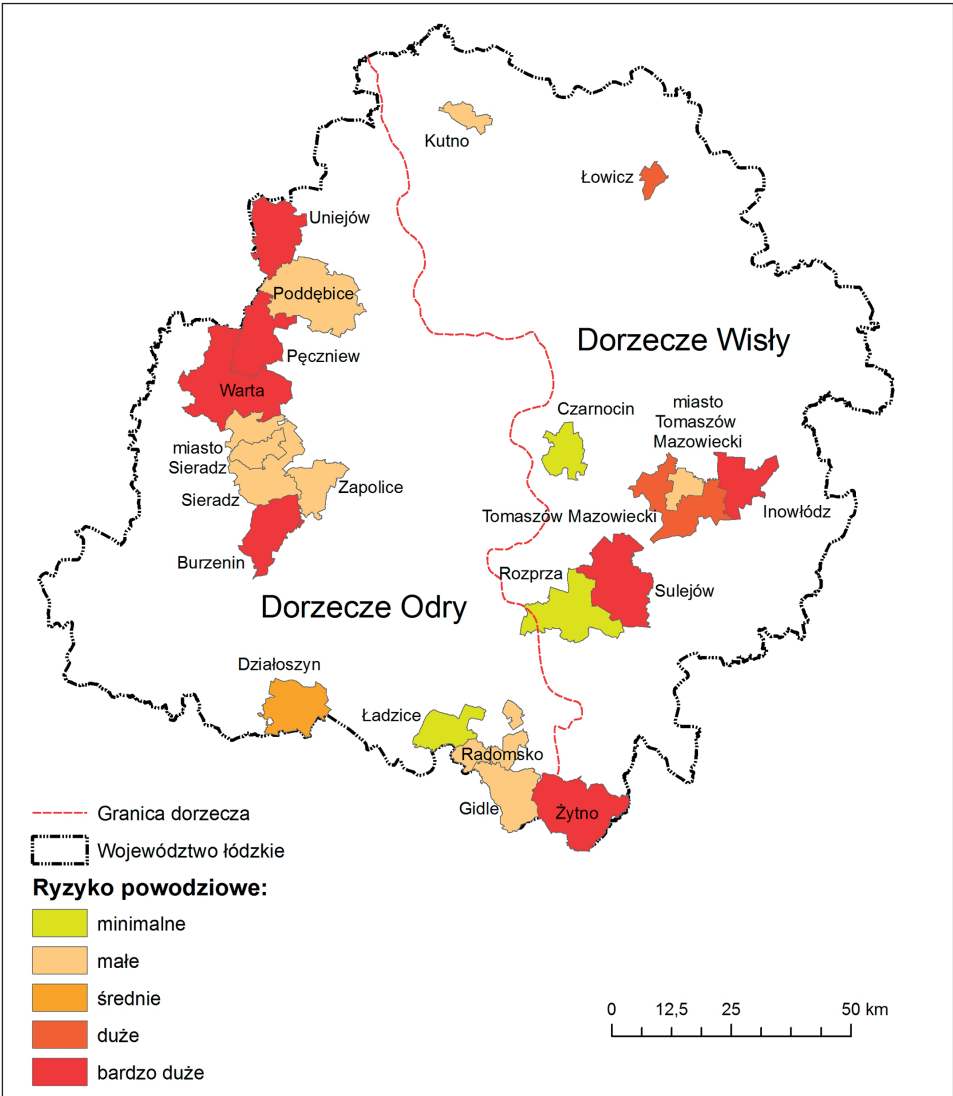 Kutno
Łowicz
Uniejów
Poddębice
Pęczniew
Dorzecze Wisły
Warta
Czarnocin
miasto
Tomaszów
Mazowiecki
miasto
Sieradz
Sieradz
Zapolice
Tomaszów Mazowiecki
Inowłódz
Burzenin
Rozprza
Sulejów
Dorzecze Odry
Działoszyn
Ładzice
Radomsko
Gidle
Żytno
Granica dorzecza
Województwo łódzkie
Ryzyko powodziowe:
minimalne
małe
średnie
duże
bardzo duże
0 12,5 25 50 km